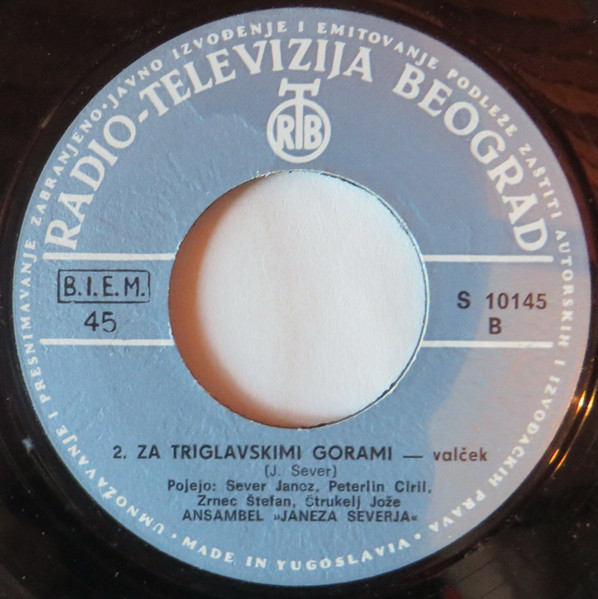 UMNOŽAVANJE I PRESNIMAVANJE ZABRANJENO·JAVNO IZVOĐENJE I EMITOVANJE PODLEŽE ZAŠTITI AUTORSKIH I IZVOĐAČKIH PRAVA
RADIO-TELEVIZIJA BEOGRAD
RTB
B.I.E.M.
45
S 10145
B
2. ZA TRIGLAVSKIMI GORAMI — valček
(J. Sever)
Pojejo: Sever Janez, Peterlin Ciril,
Zrnec Štefan, Štrukelj Jože
ANSAMBEL »JANEZA SEVERJA«
· MADE IN YUGOSLAVIA ·